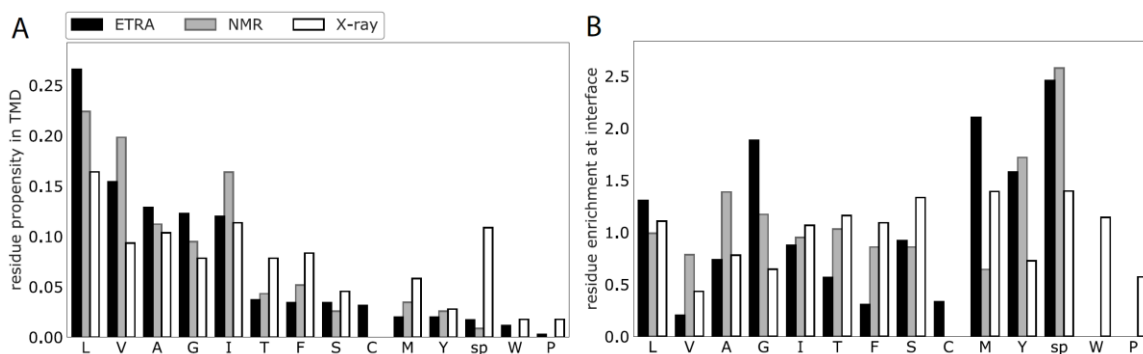 A
ETRA NMR X-ray
residue propensity in TMD
0.25
0.20
0.15
0.10
0.05
0.00
L V A G I T F S C M Y sp W P
B
residue enrichment at interface
2.5
2.0
1.5
1.0
0.5
0.0
L V A G I T F S C M Y sp W P